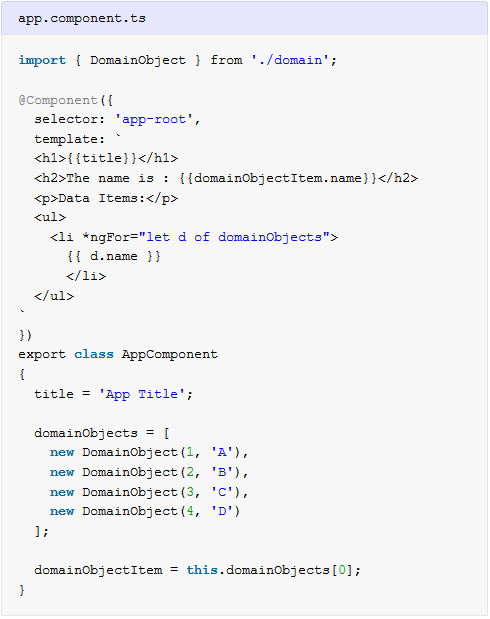 app.component.ts
import { DomainObject } from './domain';
@Component({
  selector: 'app-root',
  template: `
  <h1>{{title}}</h1>
  <h2>The name is : {{domainObjectItem.name}}</h2>
  <p>Data Items:</p>
  <ul>
    <li *ngFor="let d of domainObjects">
      {{ d.name }}
      </li>
  </ul>
`
})
export class AppComponent
{
  title = 'App Title';
  domainObjects = [
    new DomainObject(1, 'A'),
    new DomainObject(2, 'B'),
    new DomainObject(3, 'C'),
    new DomainObject(4, 'D')
  ];
  domainObjectItem = this.domainObjects[0];
}